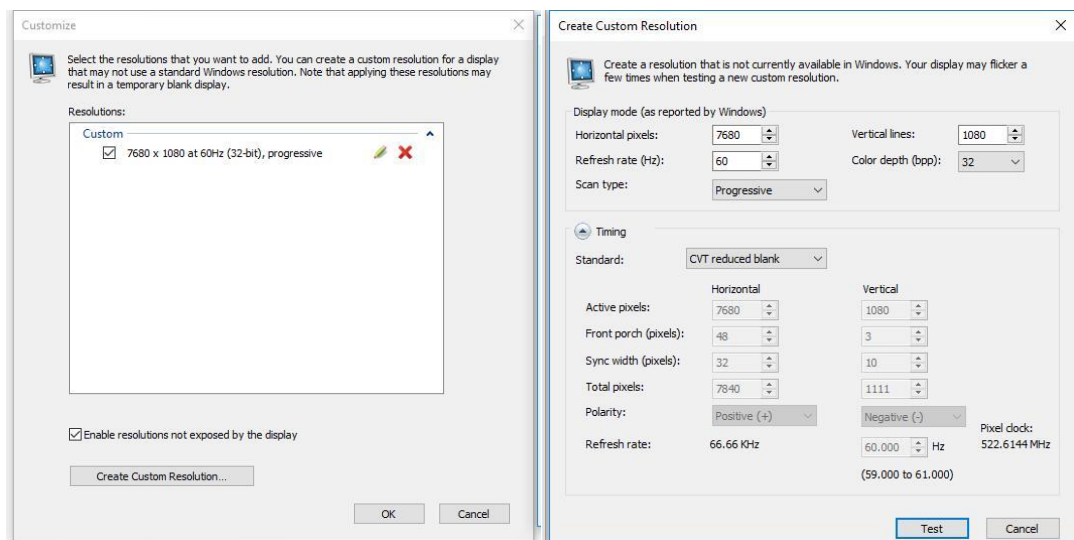 Customize
Select the resolutions that you want to add. You can create a custom resolution for a display
that may not use a standard Windows resolution. Note that applying these resolutions may
result in a temporary blank display.
Resolutions:
Custom
7680 x 1080 at 60Hz (32-bit), progressive
Enable resolutions not exposed by the display
Create Custom Resolution...
OK Cancel
Create Custom Resolution
Create a resolution that is not currently available in Windows. Your display may flicker a
few times when testing a new custom resolution.
Display mode (as reported by Windows)
Horizontal pixels: 7680 Vertical lines: 1080
Refresh rate (Hz): 60 Color depth (bpp): 32
Scan type: Progressive
Timing
Standard: CVT reduced blank
Horizontal Vertical
Active pixels: 7680 1080
Front porch (pixels): 48 3
Sync width (pixels): 32 10
Total pixels: 7840 1111
Polarity: Positive (+) Negative (-)
Pixel clock:
Refresh rate: 66.66 KHz 60.000 Hz 522.6144 MHz
(59.000 to 61.000)
Test Cancel